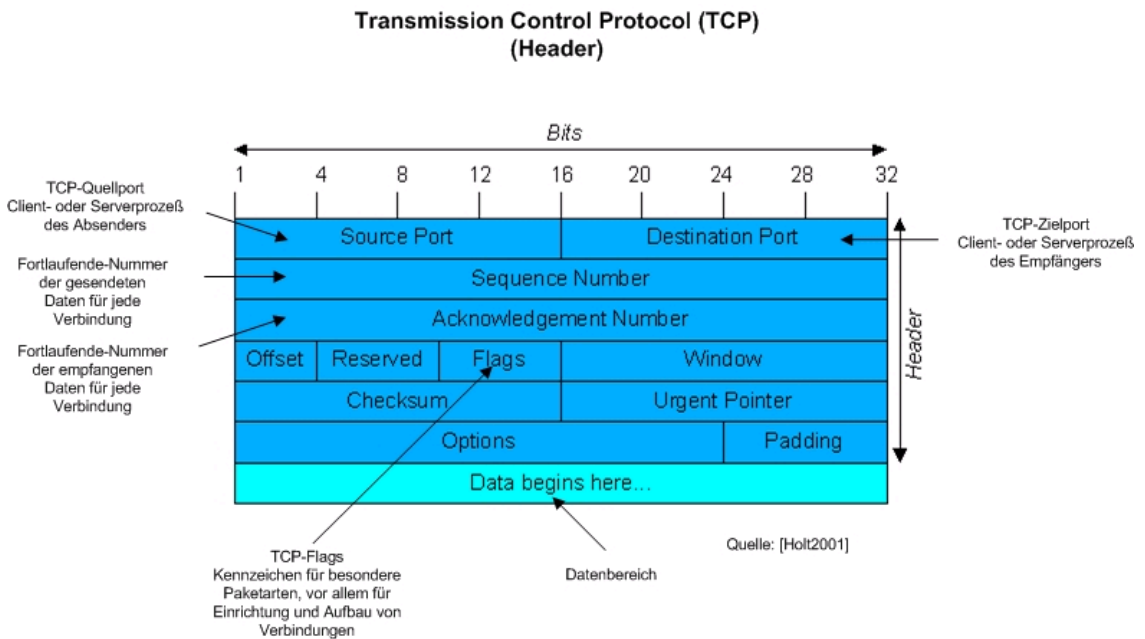 Transmission Control Protocol (TCP)
(Header)
Bits
1 4 8 12 16 20 24 28 32
TCP-Quellport
Client- oder Serverprozeß
des Absenders
Source Port
Destination Port
TCP-Zielport
Client- oder Serverprozeß
des Empfängers
Fortlaufende-Nummer
der gesendeten
Daten für jede
Verbindung
Sequence Number
Acknowledgement Number
Fortlaufende-Nummer
der empfangenen
Daten für jede
Verbindung
Offset
Reserved
Flags
Window
Header
Checksum
Urgent Pointer
Options
Padding
Data begins here...
TCP-Flags
Kennzeichen für besondere
Paketarten, vor allem für
Einrichtung und Aufbau von
Verbindungen
Datenbereich
Quelle: [Holt2001]